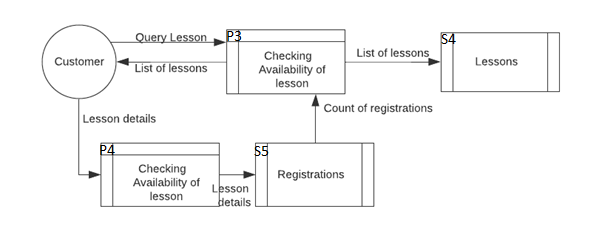 Query Lesson
P3
S4
Customer
Checking
Availability of
lesson
List of lessons
Lessons
List of lessons
Count of registrations
Lesson details
P4
S5
Checking
Availability of
lesson
Lesson
details
Registrations